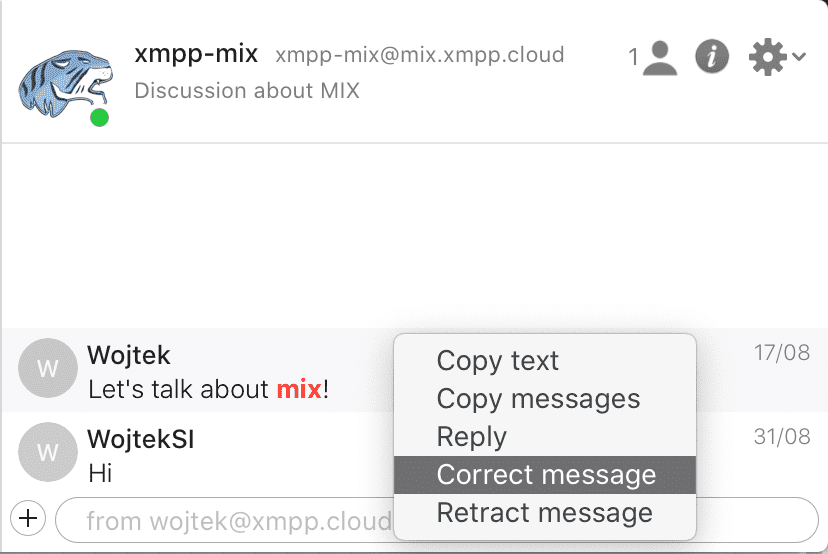 xmpp-mix xmpp-mix@mix.xmpp.cloud
1
Discussion about MIX
W
Wojtek
17/08
Let's talk about mix!
W
WojtekSI
31/08
Hi
from wojtek@xmpp.cloud
Copy text
Copy messages
Reply
Correct message
Retract message